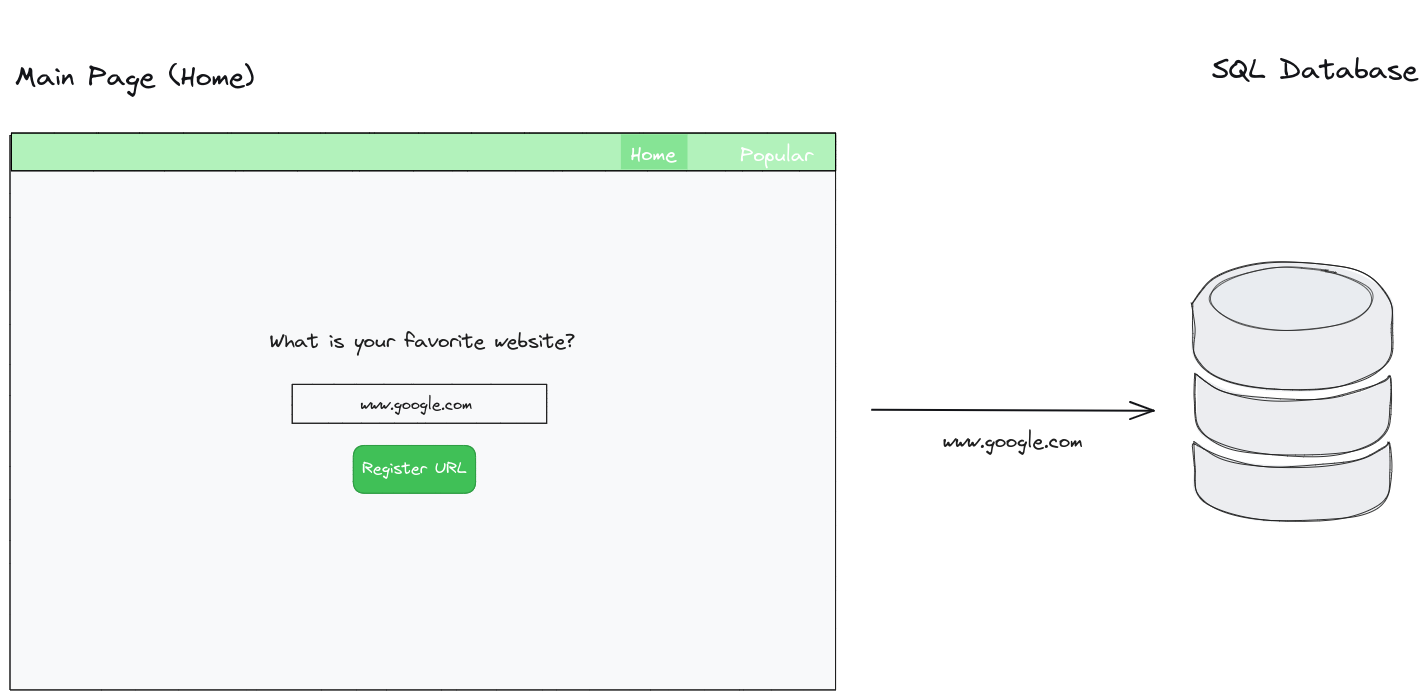 Main Page (Home)
SQL Database
Home
Popular
What is your favorite website?
www.google.com
Register URL
www.google.com